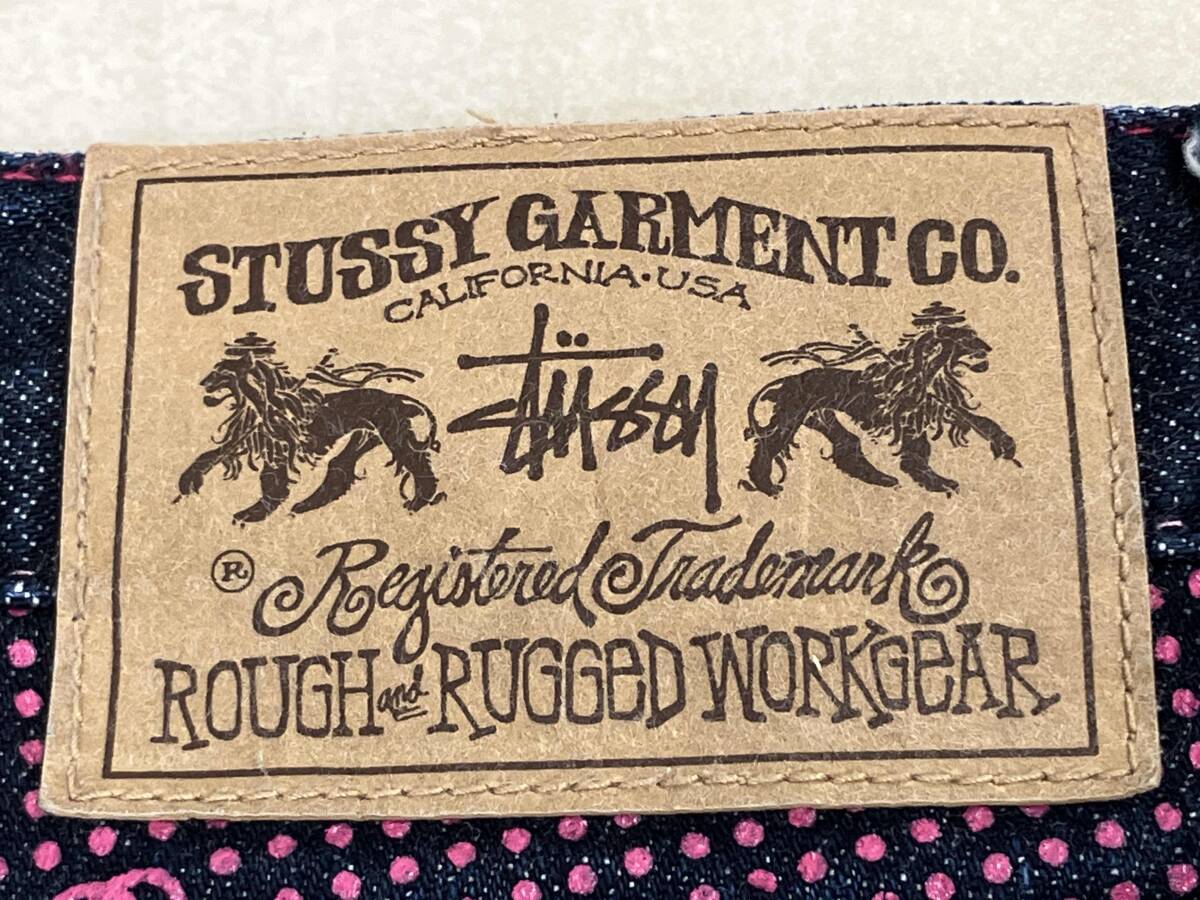 STUSSY GARMENT CO.
CALIFORNIA·USA
stüssy
® Registered Trademark
ROUGH and RUGGED WORKGEAR